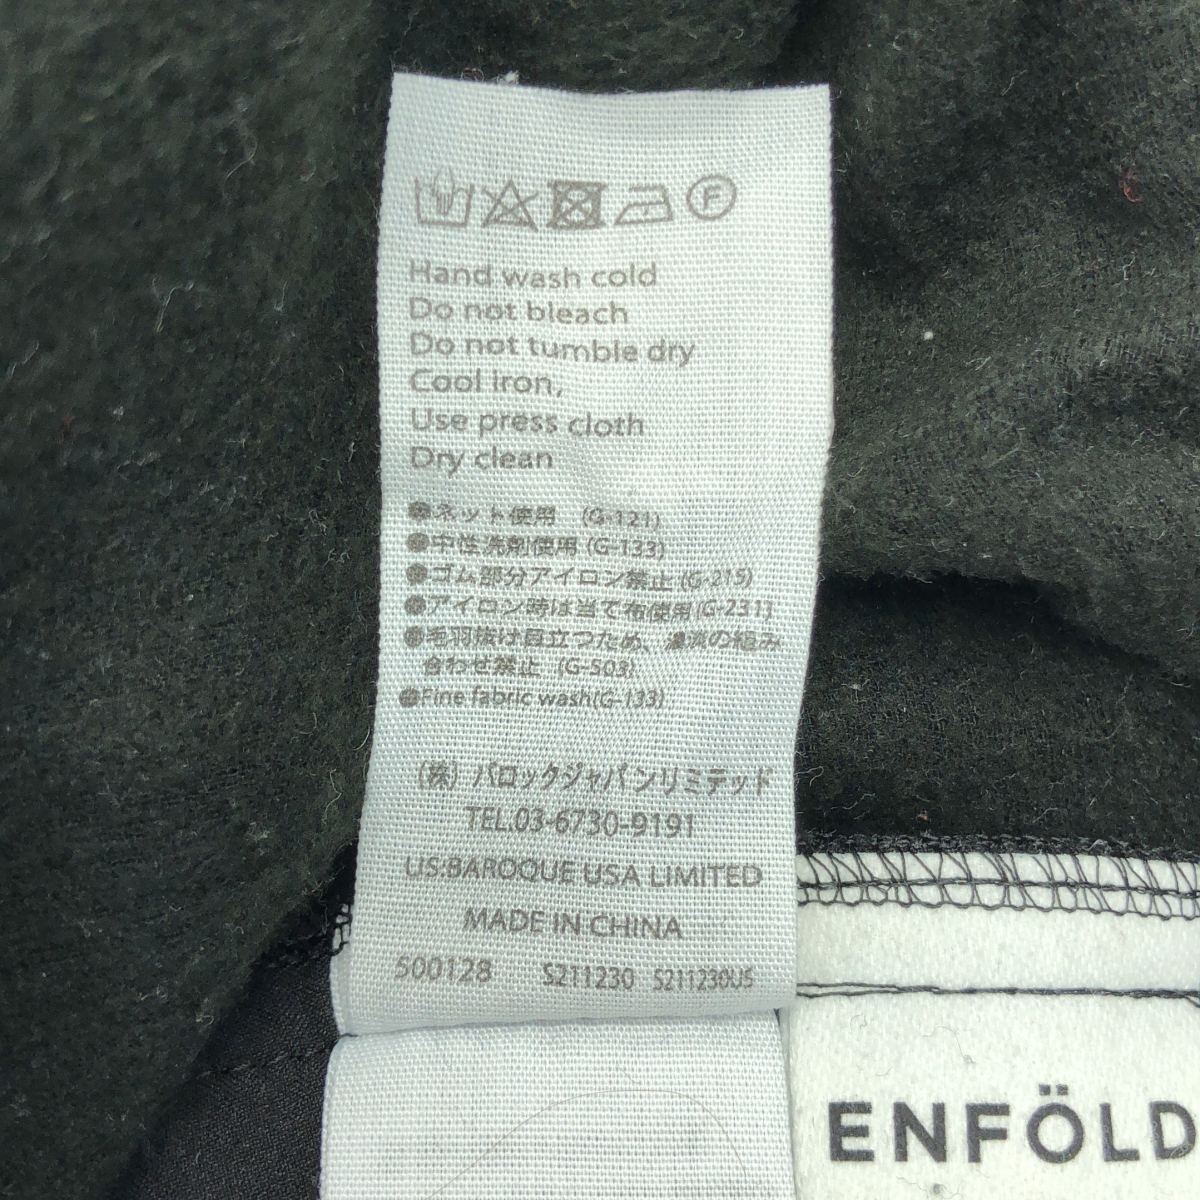 F
Hand wash cold
Do not bleach
Do not tumble dry
Cool iron,
Use press cloth
Dry clean
●ネット使用 (G-121)
●中性洗剤使用 (G-133)
●ゴム部分アイロン禁止 (G-215)
●アイロン時は当て布使用 (G-231)
●毛羽抜け目立つため、濃淡の組み
合わせ禁止 (G-503)
●Fine fabric wash(G-133)
(株) バロックジャパンリミテッド
TEL.03-6730-9191
US:BAROQUE USA LIMITED
MADE IN CHINA
500128 S211230 S211230US
ENFÖLD